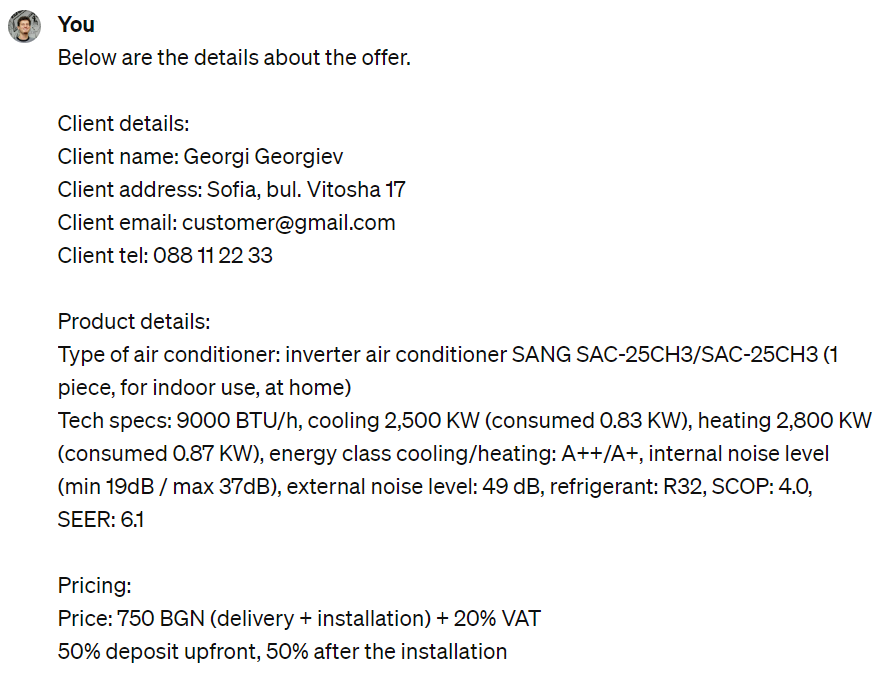 You
Below are the details about the offer.
Client details:
Client name: Georgi Georgiev
Client address: Sofia, bul. Vitosha 17
Client email: customer@gmail.com
Client tel: 088 11 22 33
Product details:
Type of air conditioner: inverter air conditioner SANG SAC-25CH3/SAC-25CH3 (1
piece, for indoor use, at home)
Tech specs: 9000 BTU/h, cooling 2,500 KW (consumed 0.83 KW), heating 2,800 KW
(consumed 0.87 KW), energy class cooling/heating: A++/A+, internal noise level
(min 19dB / max 37dB), external noise level: 49 dB, refrigerant: R32, SCOP: 4.0,
SEER: 6.1
Pricing:
Price: 750 BGN (delivery + installation) + 20% VAT
50% deposit upfront, 50% after the installation